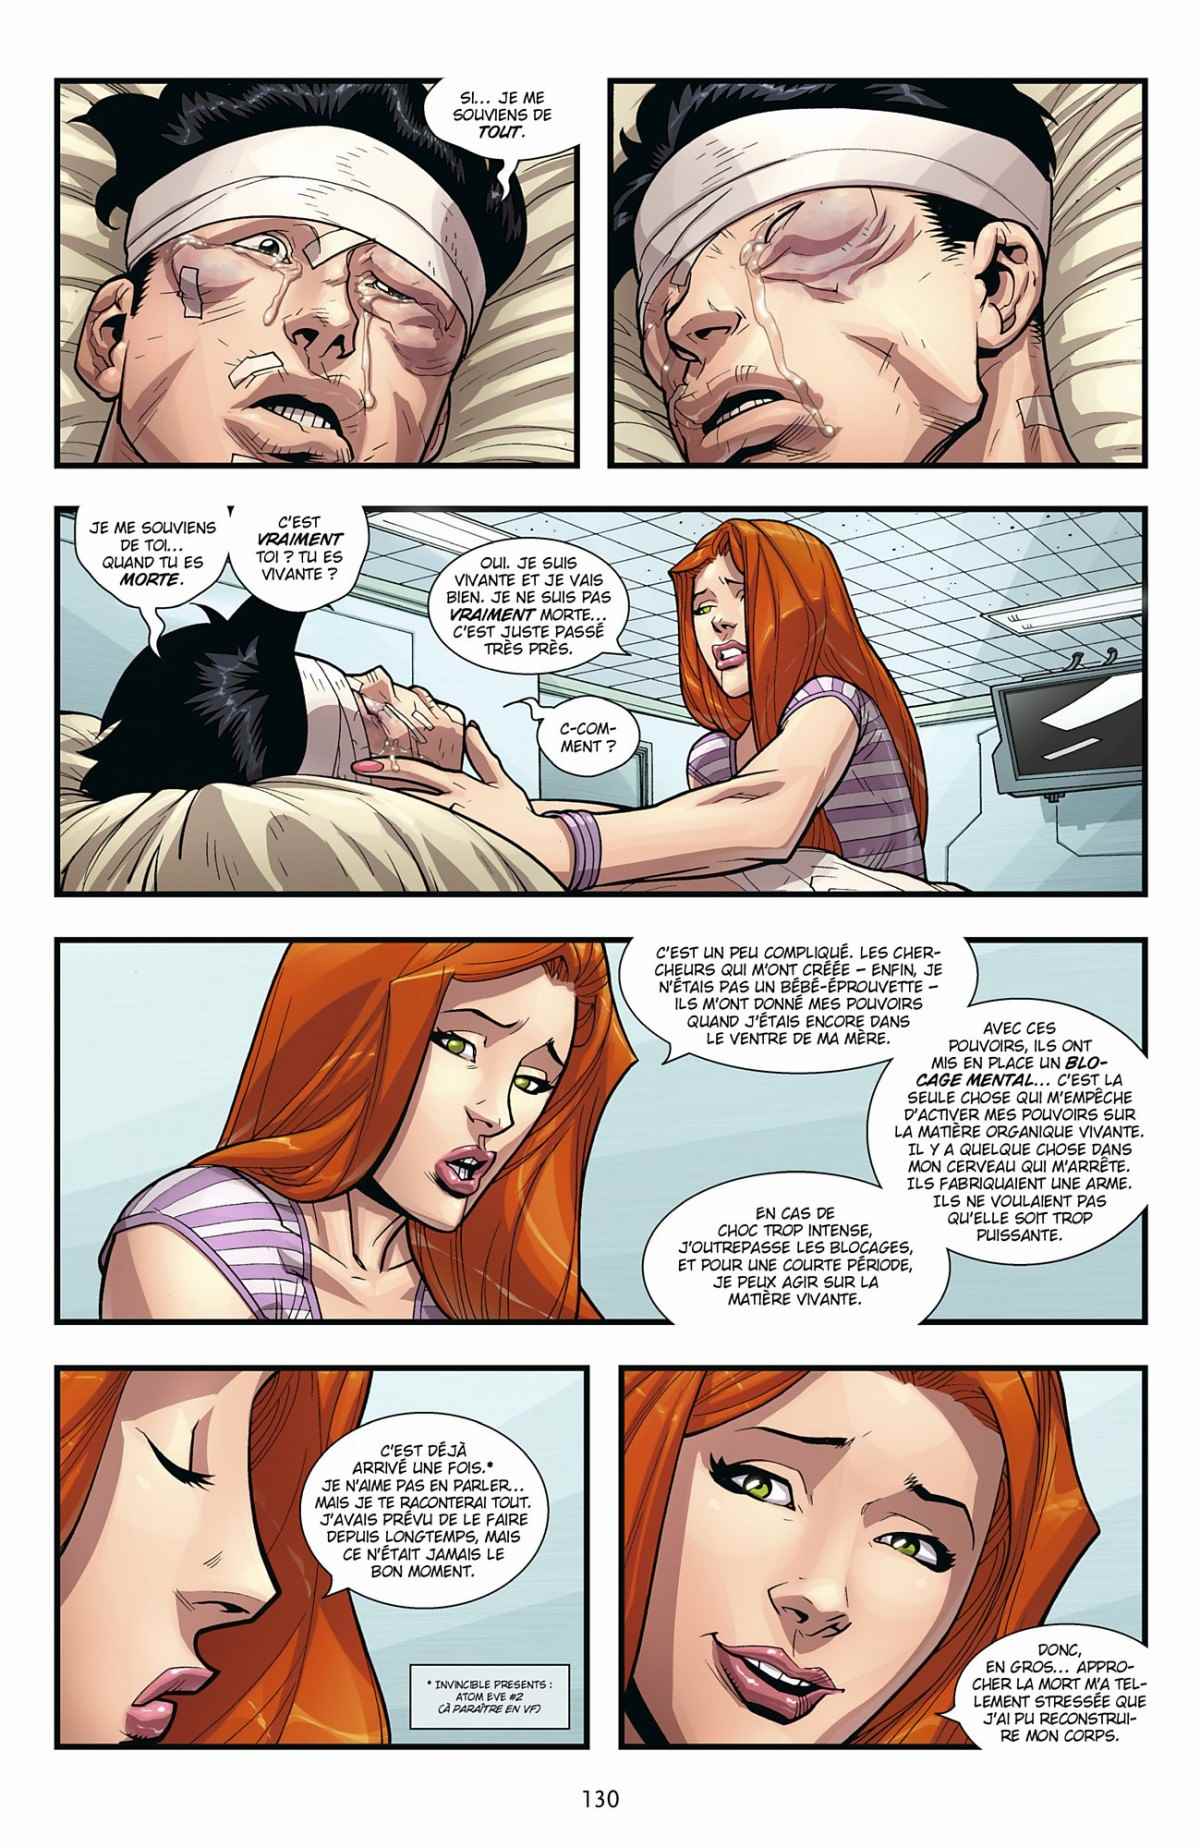 SI... JE ME
SOUVIENS DE
TOUT.
JE ME SOUVIENS
DE TOI...
QUAND TU ES
MORTE.
C'EST
VRAIMENT
TOI ? TU ES
VIVANTE ?
OUI. JE SUIS
VIVANTE ET JE VAIS
BIEN. JE NE SUIS PAS
VRAIMENT MORTE...
C'EST JUSTE PASSÉ
TRÈS PRÈS.
C-COM-
MENT ?
C'EST UN PEU COMPLIQUÉ. LES CHER-
CHEURS QUI M'ONT CRÉÉE – ENFIN, JE
N'ÉTAIS PAS UN BÉBÉ-ÉPROUVETTE –
ILS M'ONT DONNÉ MES POUVOIRS
QUAND J'ÉTAIS ENCORE DANS
LE VENTRE DE MA MÈRE.
AVEC CES
POUVOIRS, ILS ONT
MIS EN PLACE UN BLO-
CAGE MENTAL... C'EST LA
SEULE CHOSE QUI M'EMPÊCHE
D'ACTIVER MES POUVOIRS SUR
LA MATIÈRE ORGANIQUE VIVANTE.
IL Y A QUELQUE CHOSE DANS
MON CERVEAU QUI M'ARRÊTE.
ILS FABRIQUAIENT UNE ARME.
ILS NE VOULAIENT PAS
QU'ELLE SOIT TROP
PUISSANTE.
EN CAS DE
CHOC TROP INTENSE,
J'OUTREPASSE LES BLOCAGES,
ET POUR UNE COURTE PÉRIODE,
JE PEUX AGIR SUR LA
MATIÈRE VIVANTE.
C'EST DÉJÀ
ARRIVÉ UNE FOIS.*
JE N'AIME PAS EN PARLER...
MAIS JE TE RACONTERAI TOUT.
J'AVAIS PRÉVU DE LE FAIRE
DEPUIS LONGTEMPS, MAIS
CE N'ÉTAIT JAMAIS LE
BON MOMENT.
* INVINCIBLE PRESENTS :
ATOM EVE #2
(À PARAÎTRE EN VF)
DONC,
EN GROS... APPRO-
CHER LA MORT M'A TEL-
LEMENT STRESSÉE QUE
J'AI PU RECONSTRUI-
RE MON CORPS.
130